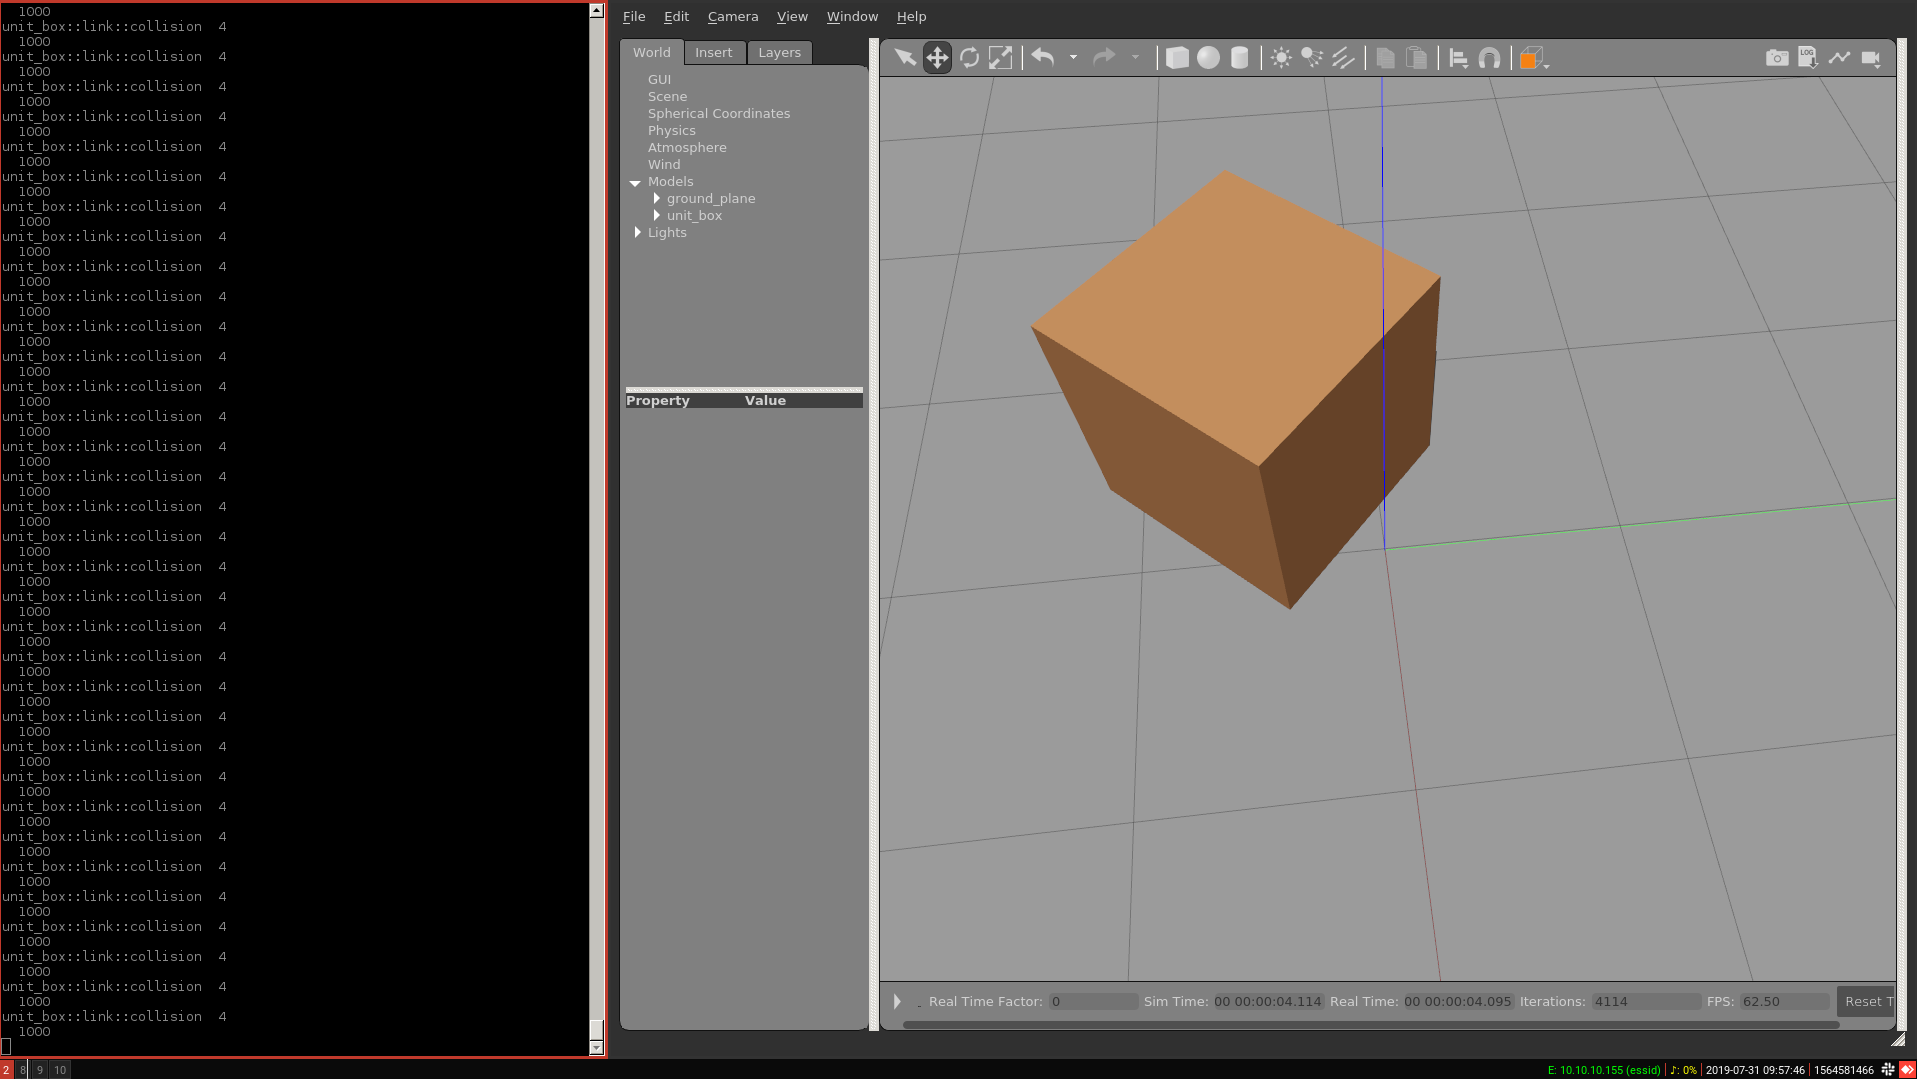 1000
unit_box::link::collision  4
1000
unit_box::link::collision  4
1000
unit_box::link::collision  4
1000
unit_box::link::collision  4
1000
unit_box::link::collision  4
1000
unit_box::link::collision  4
1000
unit_box::link::collision  4
1000
unit_box::link::collision  4
1000
unit_box::link::collision  4
1000
unit_box::link::collision  4
1000
unit_box::link::collision  4
1000
unit_box::link::collision  4
1000
unit_box::link::collision  4
1000
unit_box::link::collision  4
1000
unit_box::link::collision  4
1000
unit_box::link::collision  4
1000
unit_box::link::collision  4
1000
unit_box::link::collision  4
1000
unit_box::link::collision  4
1000
unit_box::link::collision  4
1000
unit_box::link::collision  4
1000
unit_box::link::collision  4
1000
unit_box::link::collision  4
1000
unit_box::link::collision  4
1000
unit_box::link::collision  4
1000
unit_box::link::collision  4
1000
unit_box::link::collision  4
1000
unit_box::link::collision  4
1000
unit_box::link::collision  4
1000
unit_box::link::collision  4
1000
unit_box::link::collision  4
1000
unit_box::link::collision  4
1000
unit_box::link::collision  4
1000
unit_box::link::collision  4
1000
File Edit Camera View Window Help
World Insert Layers
GUI
Scene
Spherical Coordinates
Physics
Atmosphere
Wind
Models
ground_plane
unit_box
Lights
Property Value
LOG
Real Time Factor: 0 Sim Time: 00 00:00:04.114 Real Time: 00 00:00:04.095 Iterations: 4114 FPS: 62.50 Reset T
2 8 9 10
E: 10.10.10.155 (essid) ♪: 0% 2019-07-31 09:57:46 1564581466